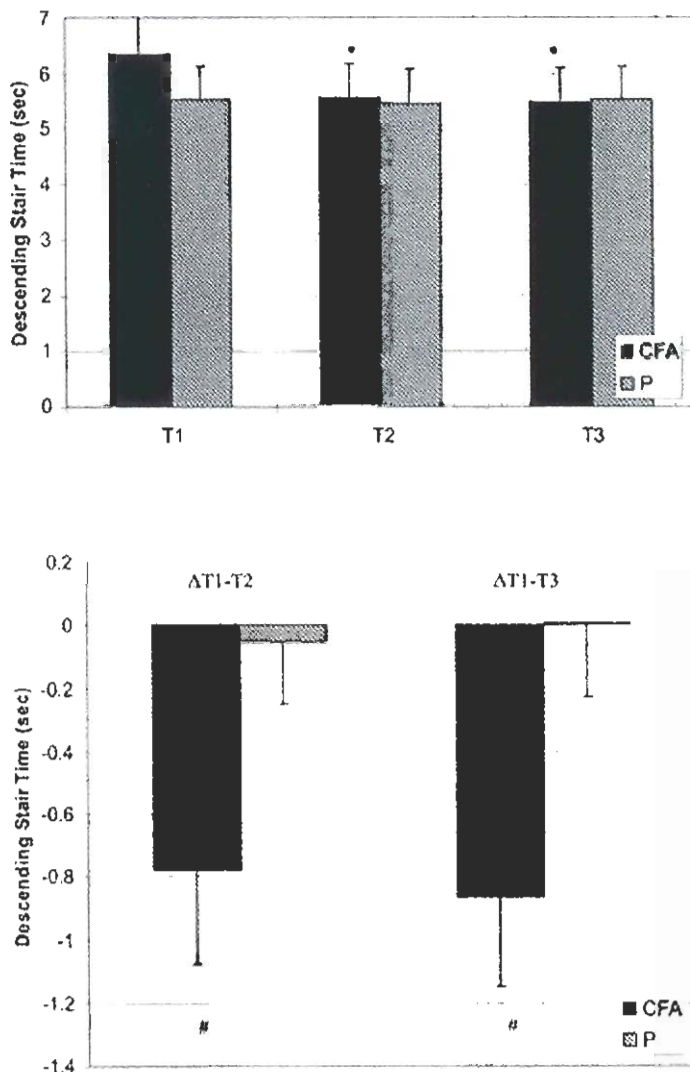 Descending Stair Time (sec)
7
6
5
4
3
2
1
0
T1
T2
T3
CFA
P
Descending Stair Time (sec)
0.2
0
-0.2
-0.4
-0.6
-0.8
-1
-1.2
-1.4
ΔT1-T2
ΔT1-T3
#
#
CFA
P